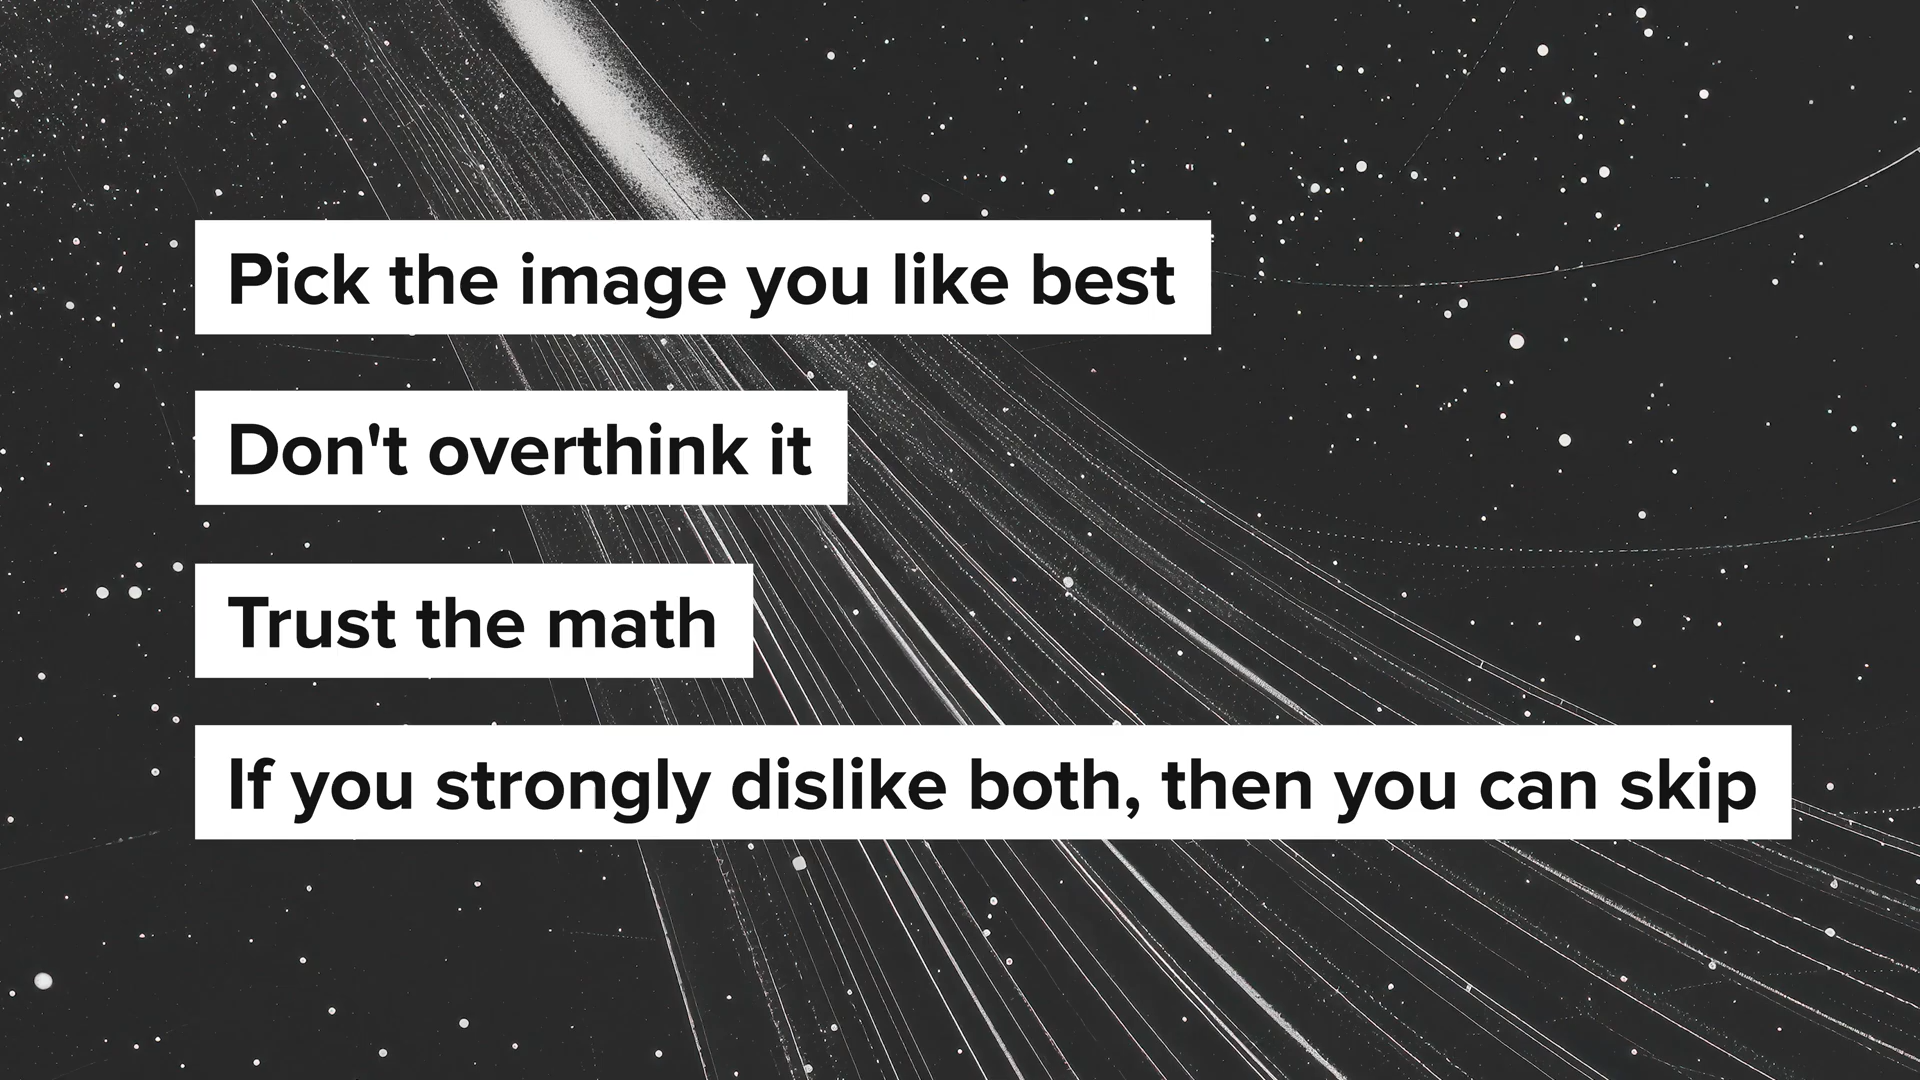 Pick the image you like best
Don't overthink it
Trust the math
If you strongly dislike both, then you can skip